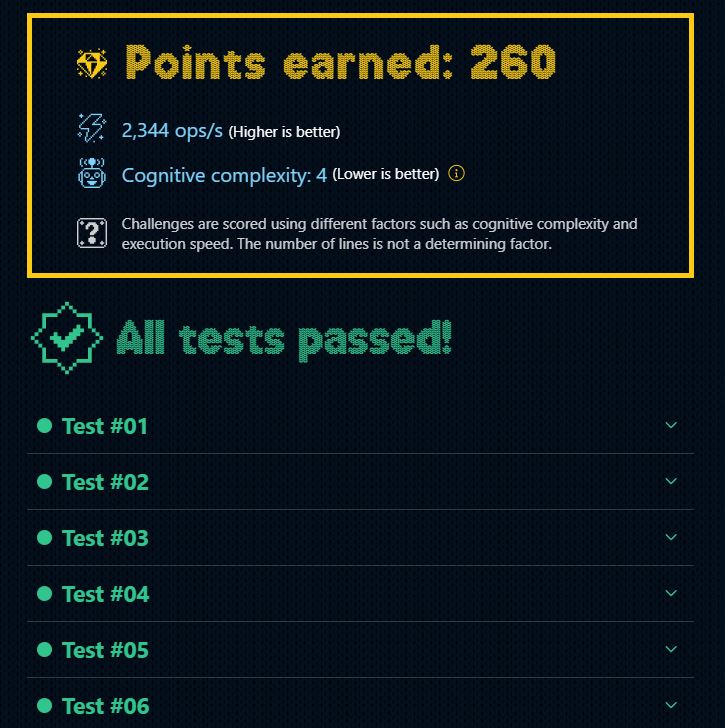 Points earned: 260
2,344 ops/s (Higher is better)
Cognitive complexity: 4 (Lower is better)
Challenges are scored using different factors such as cognitive complexity and
execution speed. The number of lines is not a determining factor.
All tests passed!
Test #01
Test #02
Test #03
Test #04
Test #05
Test #06